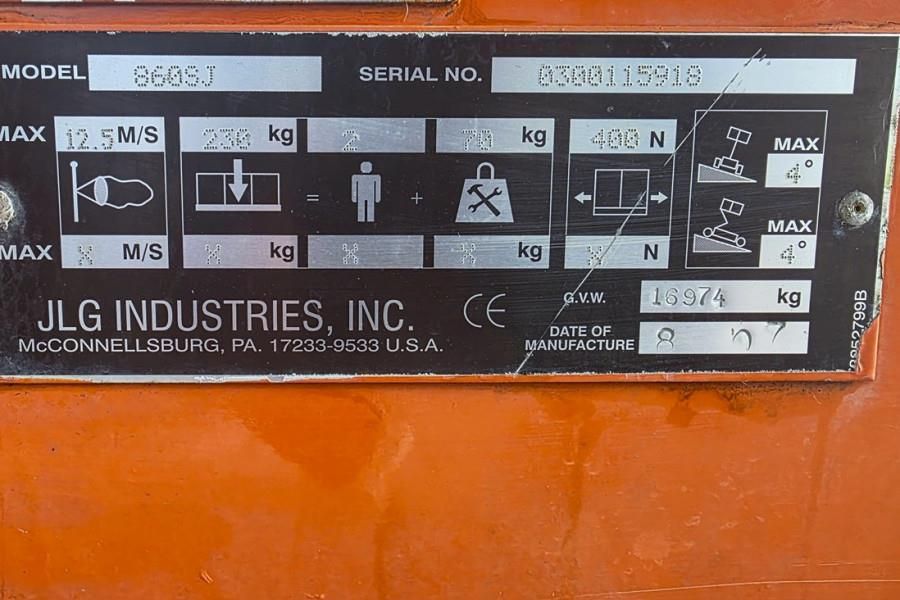 MODEL 860SJ SERIAL NO. 0300115918
MAX 12.5 M/S 230 kg 2 70 kg 400 N
MAX 4°
= +
MAX 4°
MAX X M/S X kg X X kg X N
G.V.W. 16974 kg
JLG INDUSTRIES, INC. CE
DATE OF
MANUFACTURE 8 07
McCONNELLSBURG, PA. 17233-9533 U.S.A.